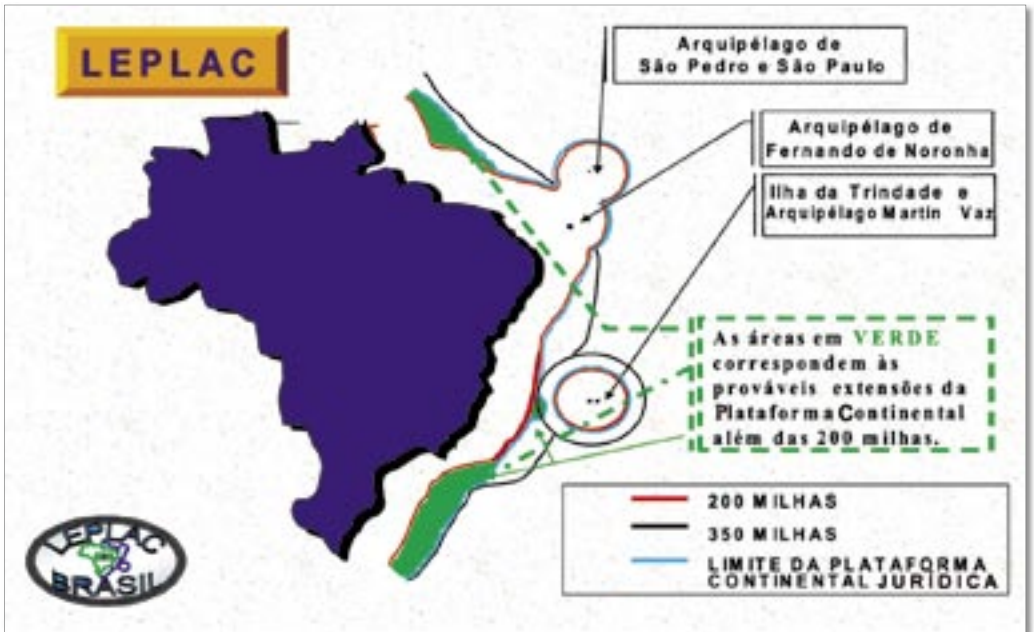 LEPLAC
Arquipélago de
São Pedro e São Paulo
Arquipélago de
Fernando de Noronha
Ilha da Trindade e
Arquipélago Martin Vaz
As áreas em VERDE
correspondem às
prováveis extensões da
Plataforma Continental
além das 200 milhas.
200 MILHAS
350 MILHAS
LIMITE DA PLATAFORMA
CONTINENTAL JURÍDICA
LEPLAC
BRASIL